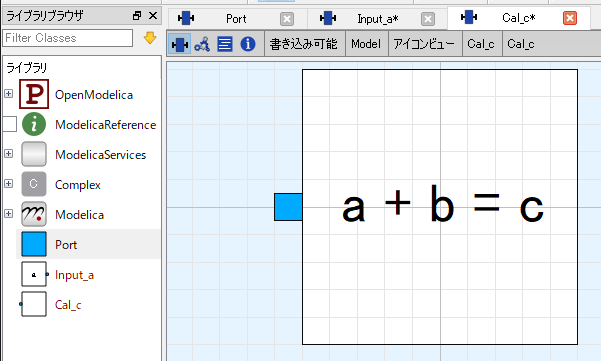 ライブラリブラウザ
Filter Classes
ライブラリ
P OpenModelica
i ModelicaReference
ModelicaServices
C Complex
m Modelica
Port
a Input_a
Cal_c
Port Input_a* Cal_c*
i 書き込み可能 Model アイコンビュー Cal_c Cal_c
a + b = c